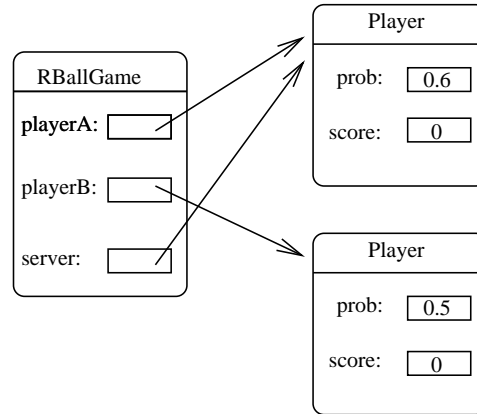 RBallGame
playerA:
playerB:
server:
Player
prob: 0.6
score: 0
Player
prob: 0.5
score: 0